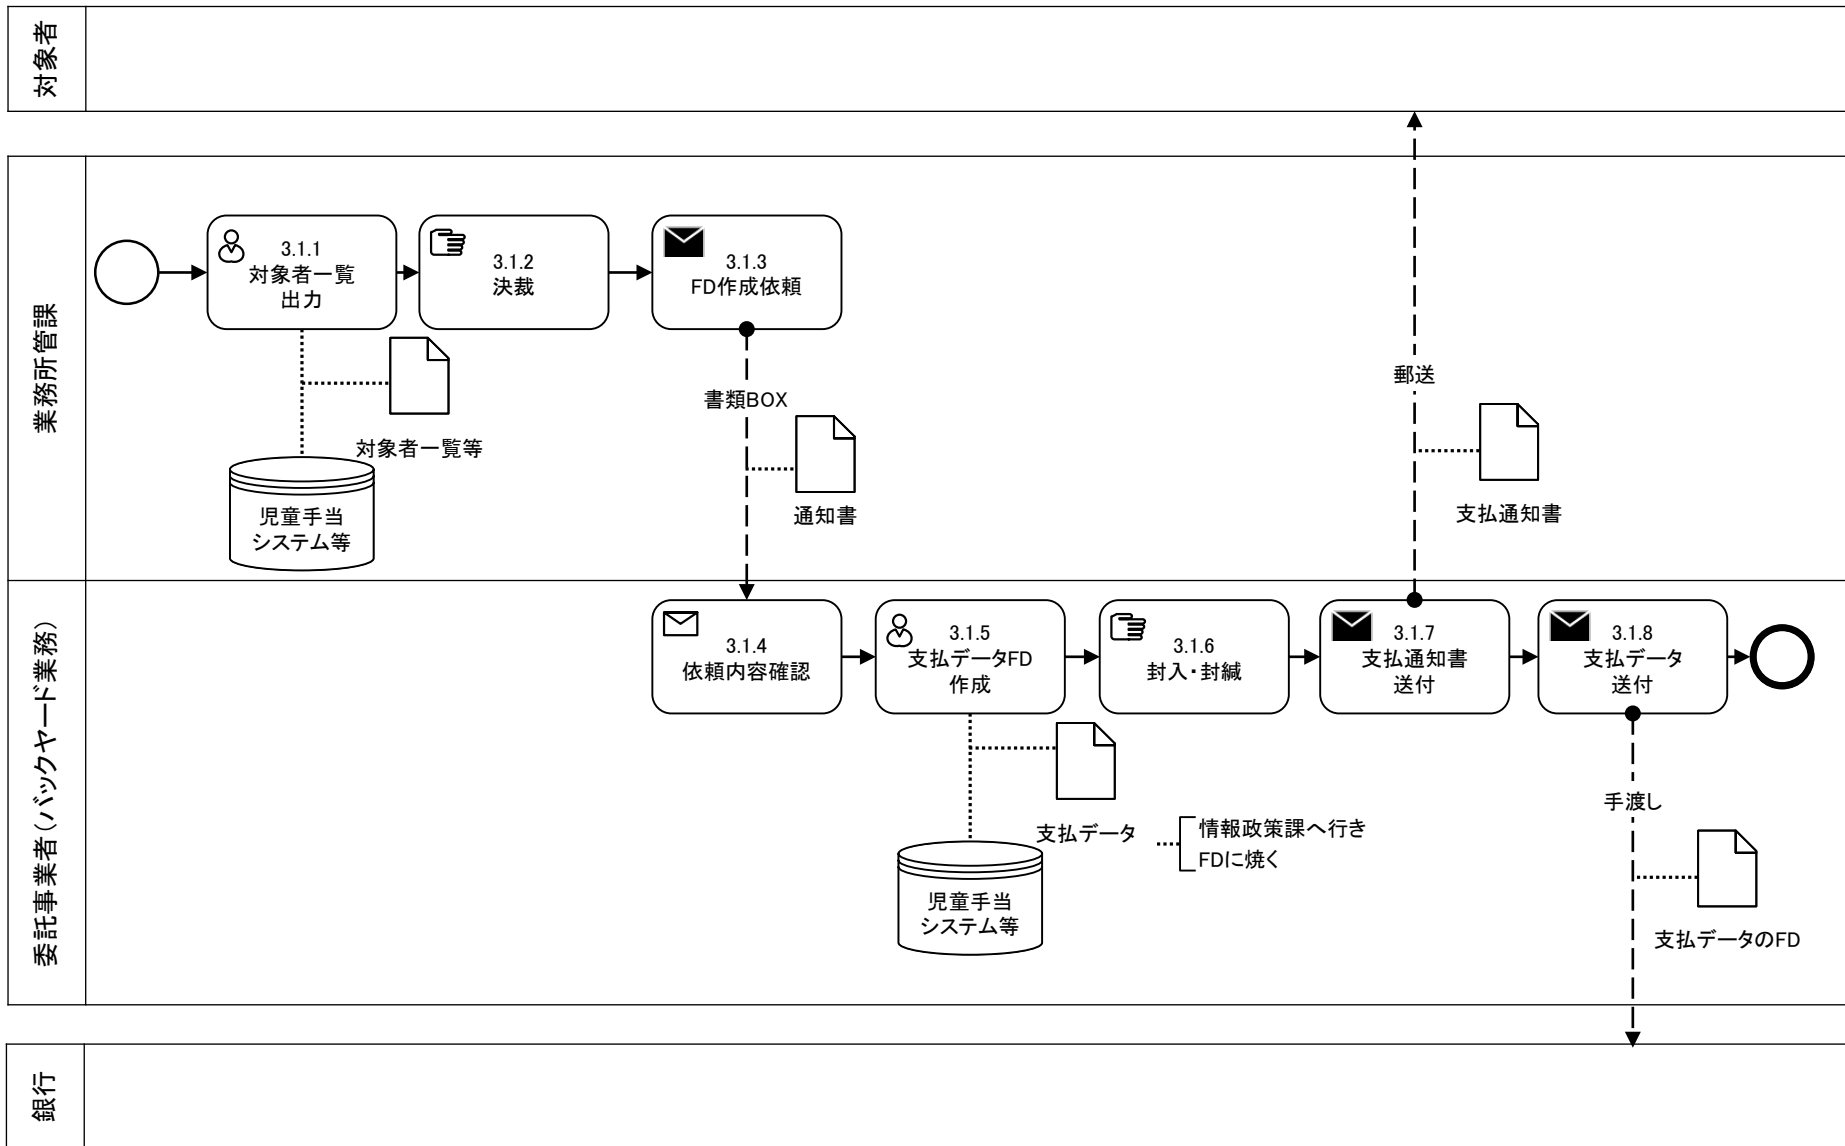 対象者
業務所管課
3.1.1
対象者一覧
出力
3.1.2
決裁
3.1.3
FD作成依頼
対象者一覧等
児童手当
システム等
書類BOX
通知書
郵送
支払通知書
委託事業者(バックヤード業務)
3.1.4
依頼内容確認
3.1.5
支払データFD
作成
3.1.6
封入・封緘
3.1.7
支払通知書
送付
3.1.8
支払データ
送付
支払データ
情報政策課へ行き
FDに焼く
児童手当
システム等
手渡し
支払データのFD
銀行